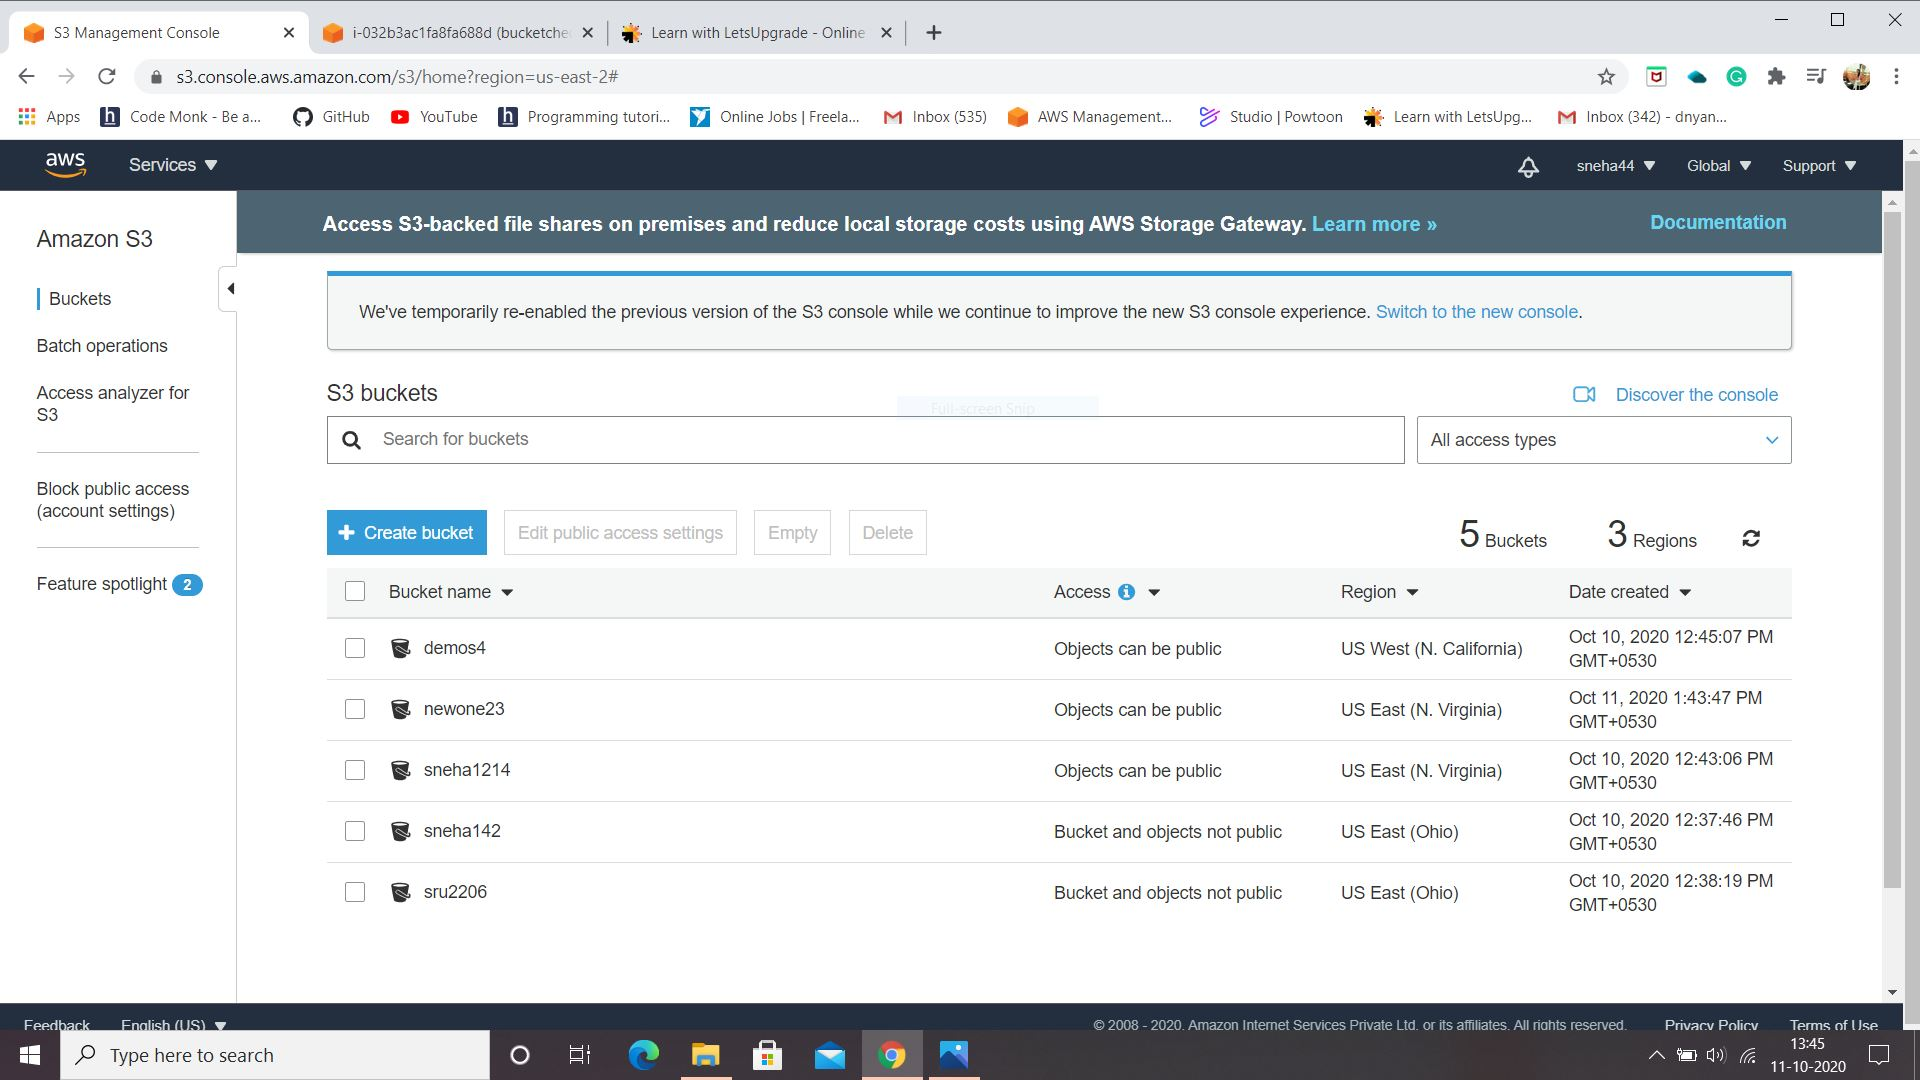 S3 Management Console
i-032b3ac1fa8fa688d (bucketche
Learn with LetsUpgrade - Online
s3.console.aws.amazon.com/s3/home?region=us-east-2#
Apps
h Code Monk - Be a...
GitHub
YouTube
h Programming tutori...
Online Jobs | Freela...
Inbox (535)
AWS Management...
Studio | Powtoon
Learn with LetsUpg...
Inbox (342) - dnyan...
aws
Services
sneha44
Global
Support
Amazon S3
Buckets
Batch operations
Access analyzer for
S3
Block public access
(account settings)
Feature spotlight 2
Access S3-backed file shares on premises and reduce local storage costs using AWS Storage Gateway. Learn more »
Documentation
We've temporarily re-enabled the previous version of the S3 console while we continue to improve the new S3 console experience. Switch to the new console.
S3 buckets
Discover the console
Full-screen Snip
Search for buckets
All access types
Create bucket
Edit public access settings
Empty
Delete
5 Buckets
3 Regions
Bucket name
Access
Region
Date created
demos4
Objects can be public
US West (N. California)
Oct 10, 2020 12:45:07 PM
GMT+0530
newone23
Objects can be public
US East (N. Virginia)
Oct 11, 2020 1:43:47 PM
GMT+0530
sneha1214
Objects can be public
US East (N. Virginia)
Oct 10, 2020 12:43:06 PM
GMT+0530
sneha142
Bucket and objects not public
US East (Ohio)
Oct 10, 2020 12:37:46 PM
GMT+0530
sru2206
Bucket and objects not public
US East (Ohio)
Oct 10, 2020 12:38:19 PM
GMT+0530
Feedback
English (US)
© 2008 - 2020, Amazon Internet Services Private Ltd. or its affiliates. All rights reserved.
Privacy Policy
Terms of Use
Type here to search
13:45
11-10-2020